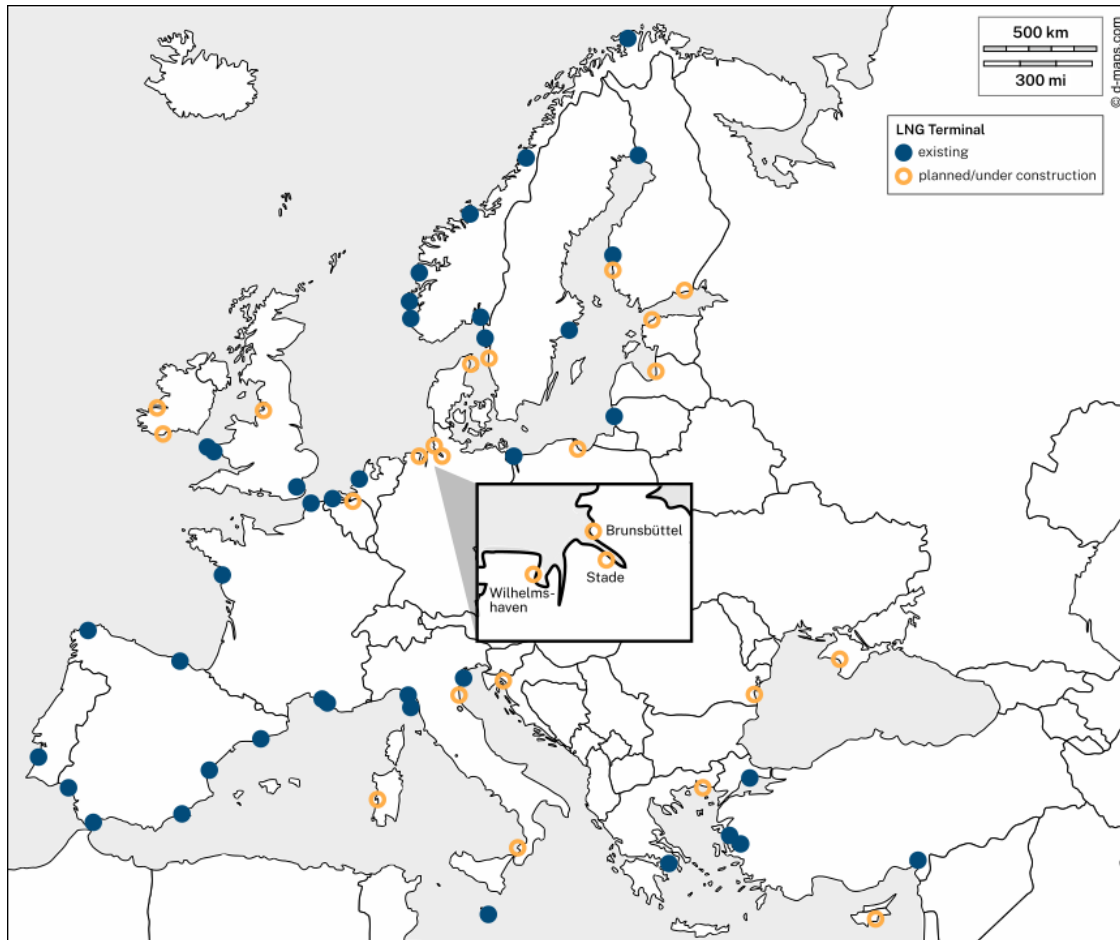 500 km
300 mi
© d-maps.com
LNG Terminal
existing
planned/under construction
Brunsbüttel
Stade
Wilhelms-
haven